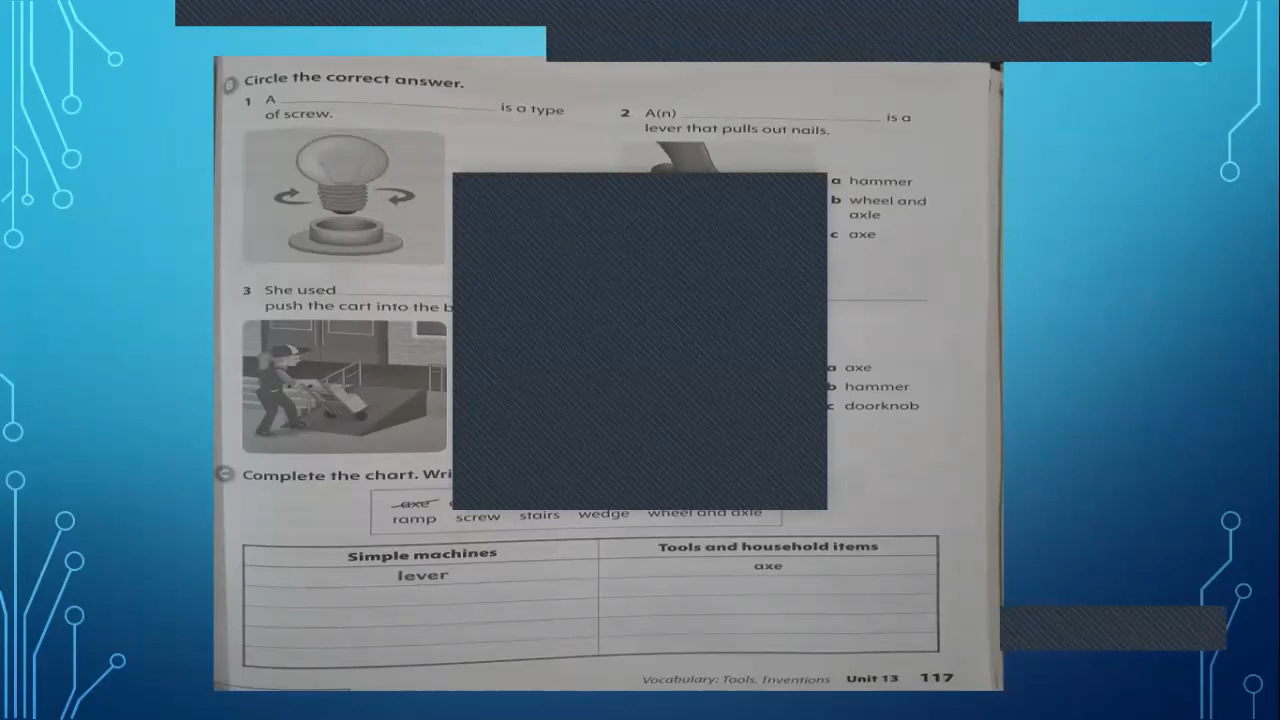 Circle the correct answer.
1 A ______ is a type
of screw.
2 A(n) ______ is a
lever that pulls out nails.
a hammer
b wheel and
axle
c axe
3 She used ______
push the cart into the
a axe
b hammer
c doorknob
C Complete the chart.
axe
ramp screw stairs wedge wheel and axle
Simple machines
Tools and household items
lever
axe
Vocabulary: Tools, Inventions Unit 13 117